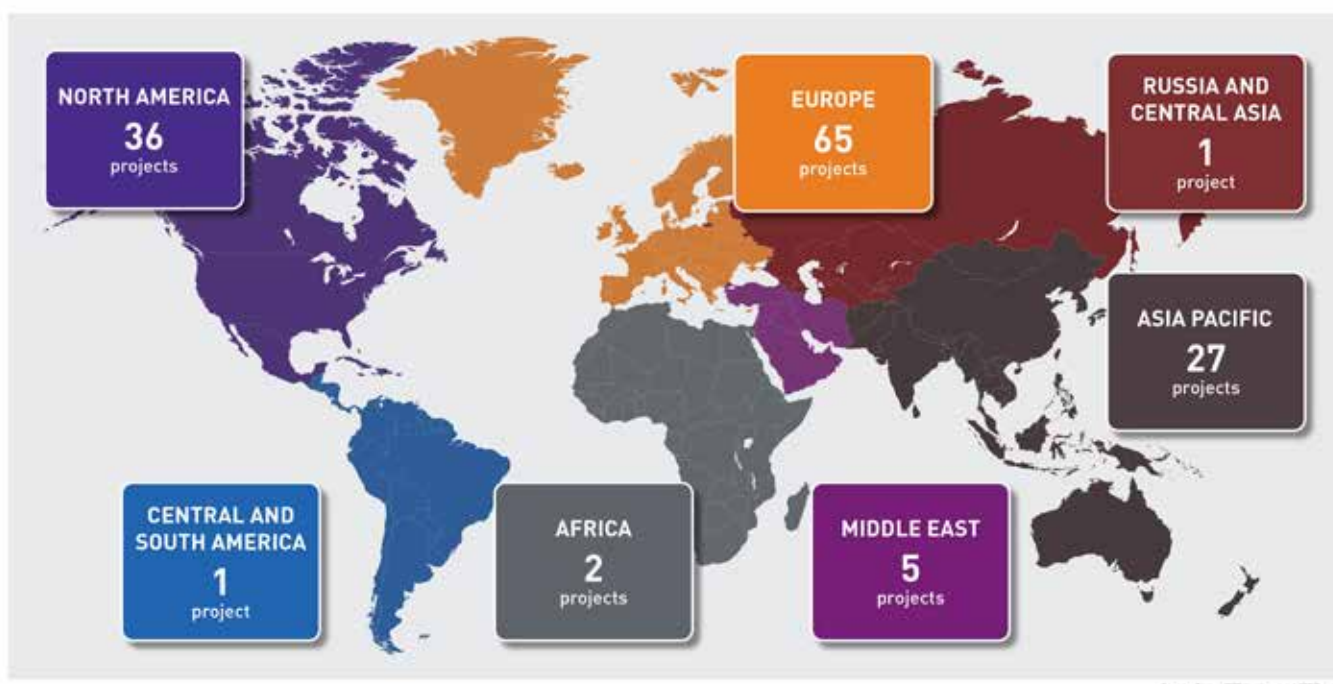 NORTH AMERICA
36
projects
EUROPE
65
projects
RUSSIA AND
CENTRAL ASIA
1
project
ASIA PACIFIC
27
projects
CENTRAL AND
SOUTH AMERICA
1
project
AFRICA
2
projects
MIDDLE EAST
5
projects